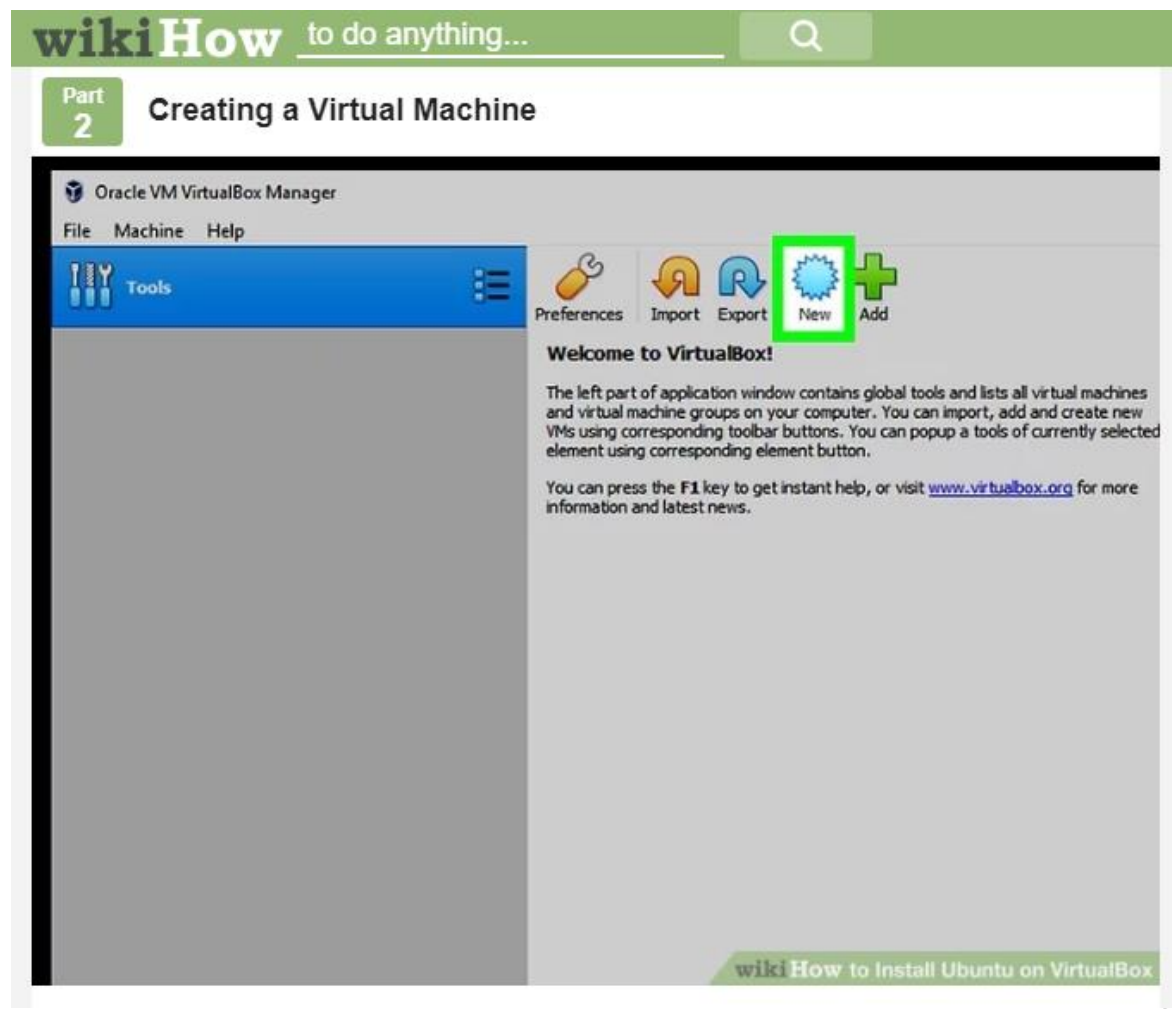 wikiHow to do anything...
Part
2
Creating a Virtual Machine
Oracle VM VirtualBox Manager
File Machine Help
Tools
Preferences Import Export New Add
Welcome to VirtualBox!
The left part of application window contains global tools and lists all virtual machines
and virtual machine groups on your computer. You can import, add and create new
VMs using corresponding toolbar buttons. You can popup a tools of currently selected
element using corresponding element button.
You can press the F1 key to get instant help, or visit www.virtualbox.org for more
information and latest news.
wikiHow to Install Ubuntu on VirtualBox